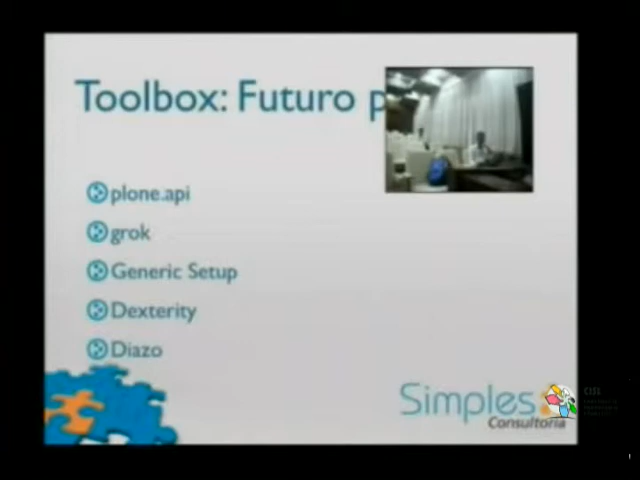 Toolbox: Futuro p
plone.api
grok
Generic Setup
Dexterity
Diazo
Simples
Consultoria